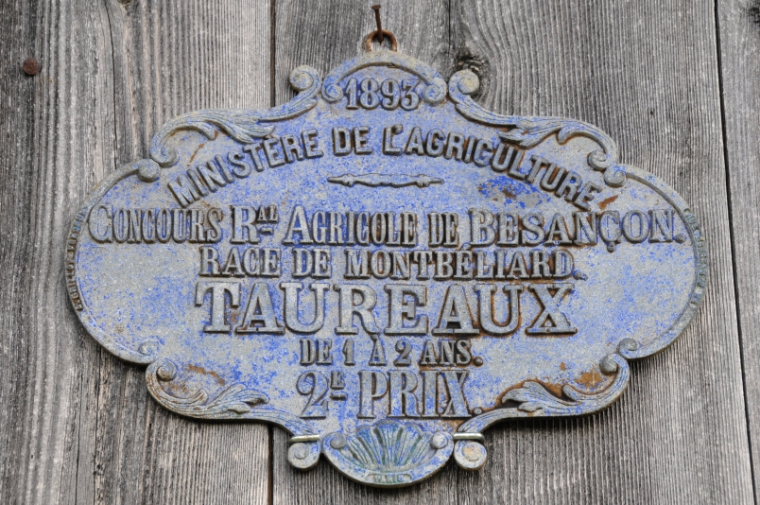 1893
MINISTÈRE DE L'AGRICULTURE
CONCOURS RAL AGRICOLE DE BESANÇON.
RACE DE MONTBÉLIARD.
TAUREAUX
DE 1 À 2 ANS.
2E PRIX.
PARIS